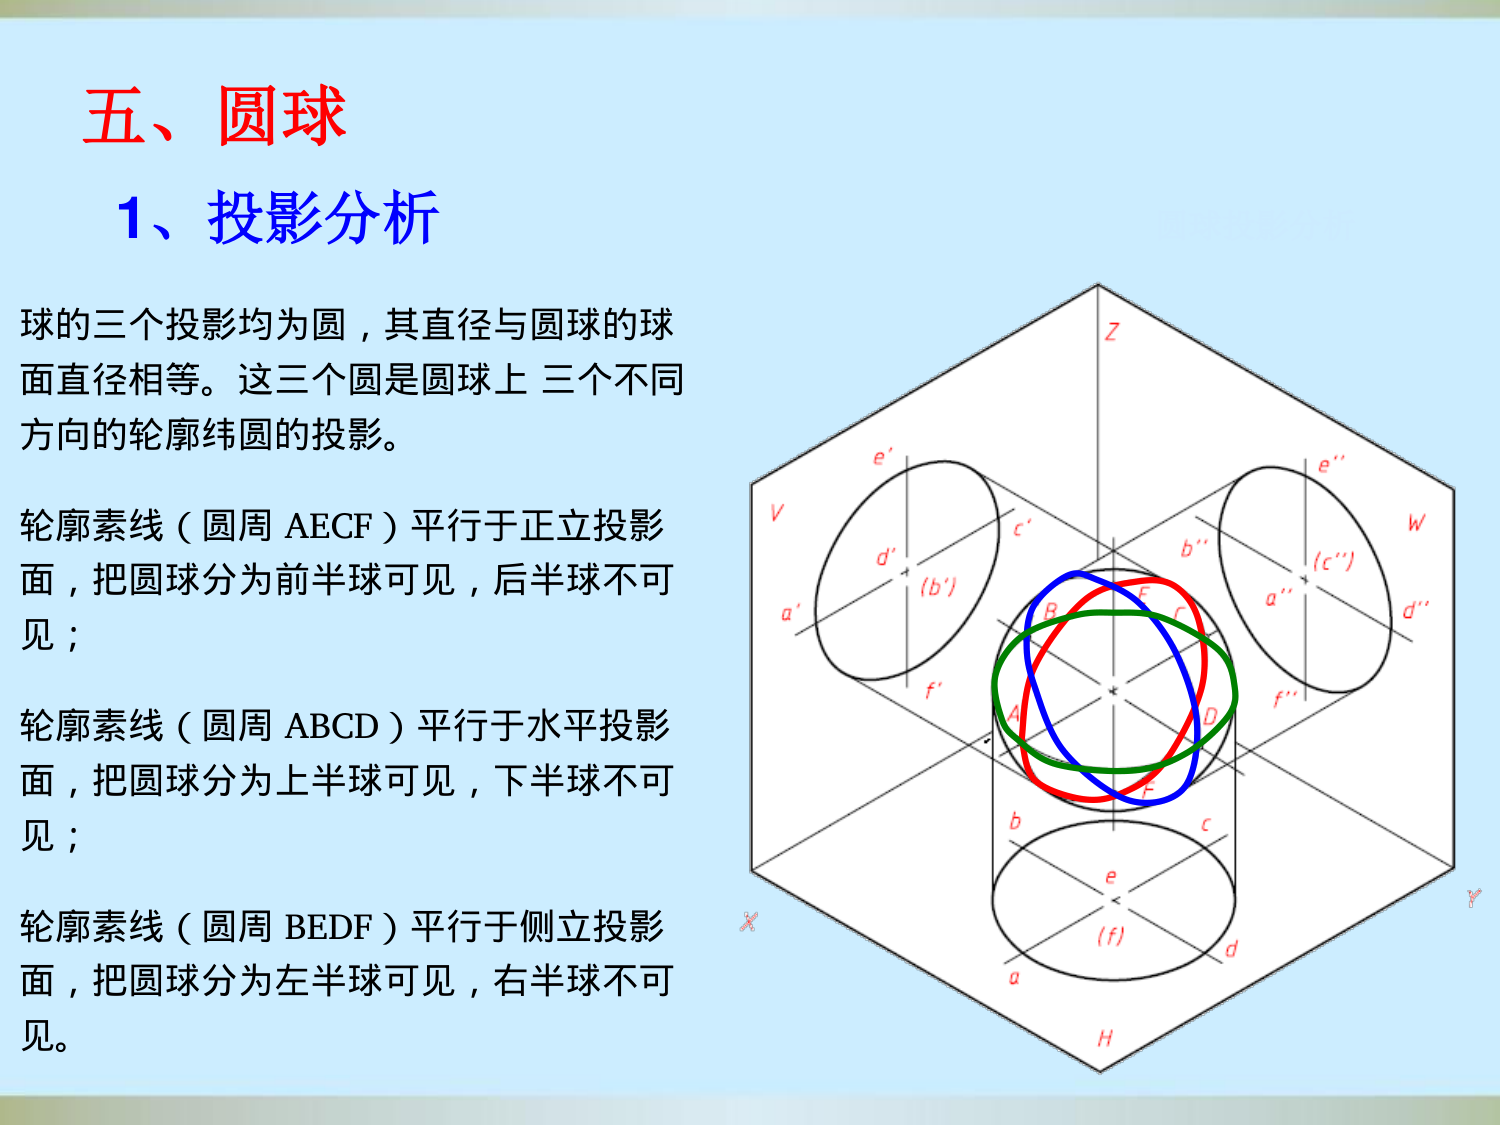 五、圆球
1、投影分析
球的三个投影均为圆，其直径与圆球的球
面直径相等。这三个圆是圆球上 三个不同
方向的轮廓纬圆的投影。
轮廓素线（圆周 AECF）平行于正立投影
面，把圆球分为前半球可见，后半球不可
见；
轮廓素线（圆周 ABCD）平行于水平投影
面，把圆球分为上半球可见，下半球不可
见；
轮廓素线（圆周 BEDF）平行于侧立投影
面，把圆球分为左半球可见，右半球不可
见。
Z
e'
e''
V
W
c'
b''
d'
(b')
(c'')
a'
a''
d''
f'
f''
B
E
C
A
D
F
b
c
e
(f)
a
d
X
Y
H